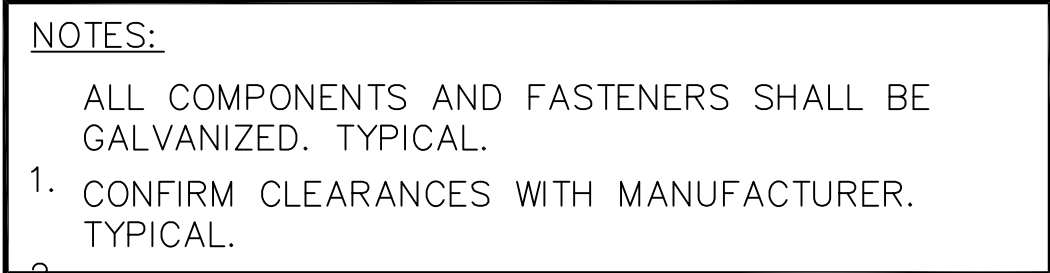 NOTES:
ALL COMPONENTS AND FASTENERS SHALL BE
GALVANIZED. TYPICAL.
1. CONFIRM CLEARANCES WITH MANUFACTURER.
TYPICAL.